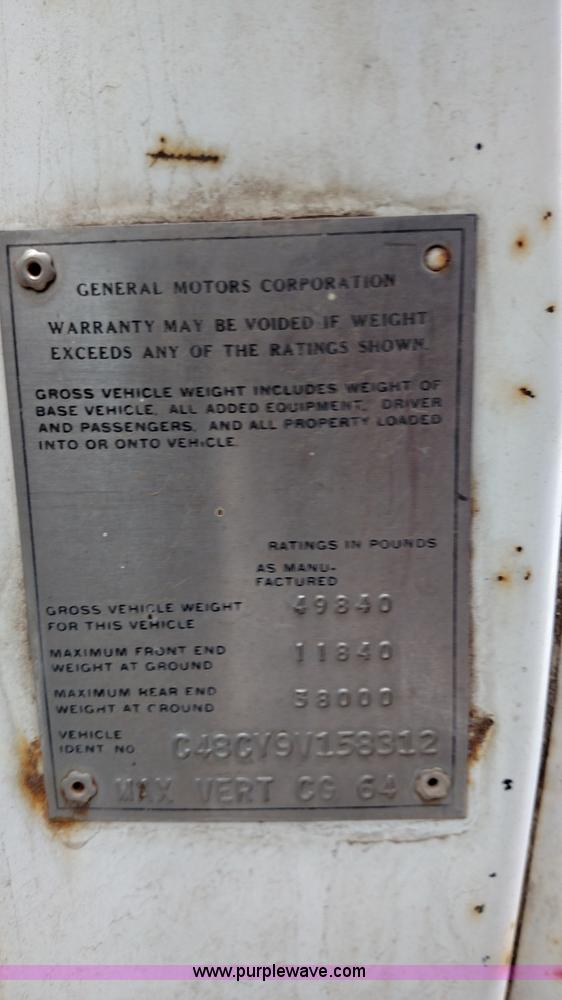 GENERAL MOTORS CORPORATION
WARRANTY MAY BE VOIDED IF WEIGHT
EXCEEDS ANY OF THE RATINGS SHOWN.
GROSS VEHICLE WEIGHT INCLUDES WEIGHT OF
BASE VEHICLE, ALL ADDED EQUIPMENT, DRIVER
AND PASSENGERS, AND ALL PROPERTY LOADED
INTO OR ONTO VEHICLE
RATINGS IN POUNDS
AS MANU-
FACTURED
GROSS VEHICLE WEIGHT
FOR THIS VEHICLE 49840
MAXIMUM FRONT END
WEIGHT AT GROUND 11840
MAXIMUM REAR END
WEIGHT AT GROUND 38000
VEHICLE
IDENT NO C48CV9V158312
MAX VERT CG 64
www.purplewave.com